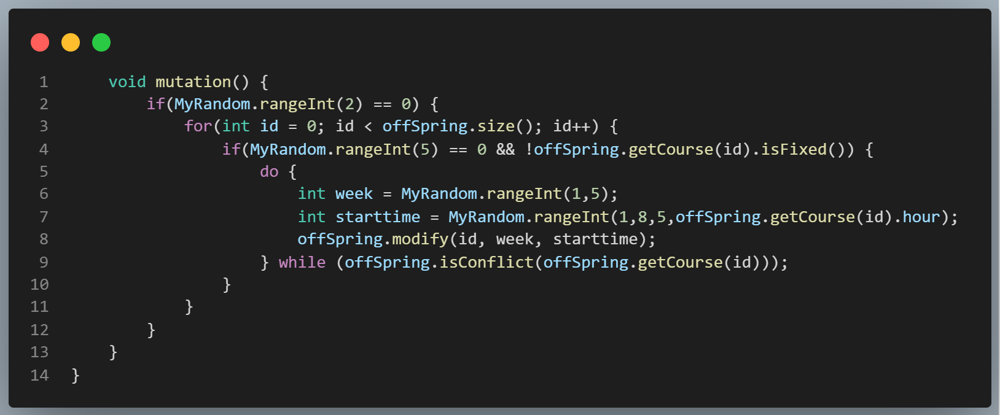 1    void mutation() {
2        if(MyRandom.rangeInt(2) == 0) {
3            for(int id = 0; id < offSpring.size(); id++) {
4                if(MyRandom.rangeInt(5) == 0 && !offSpring.getCourse(id).isFixed()) {
5                    do {
6                        int week = MyRandom.rangeInt(1,5);
7                        int starttime = MyRandom.rangeInt(1,8,5,offSpring.getCourse(id).hour);
8                        offSpring.modify(id, week, starttime);
9                    } while (offSpring.isConflict(offSpring.getCourse(id)));
10                }
11            }
12        }
13    }
14 }